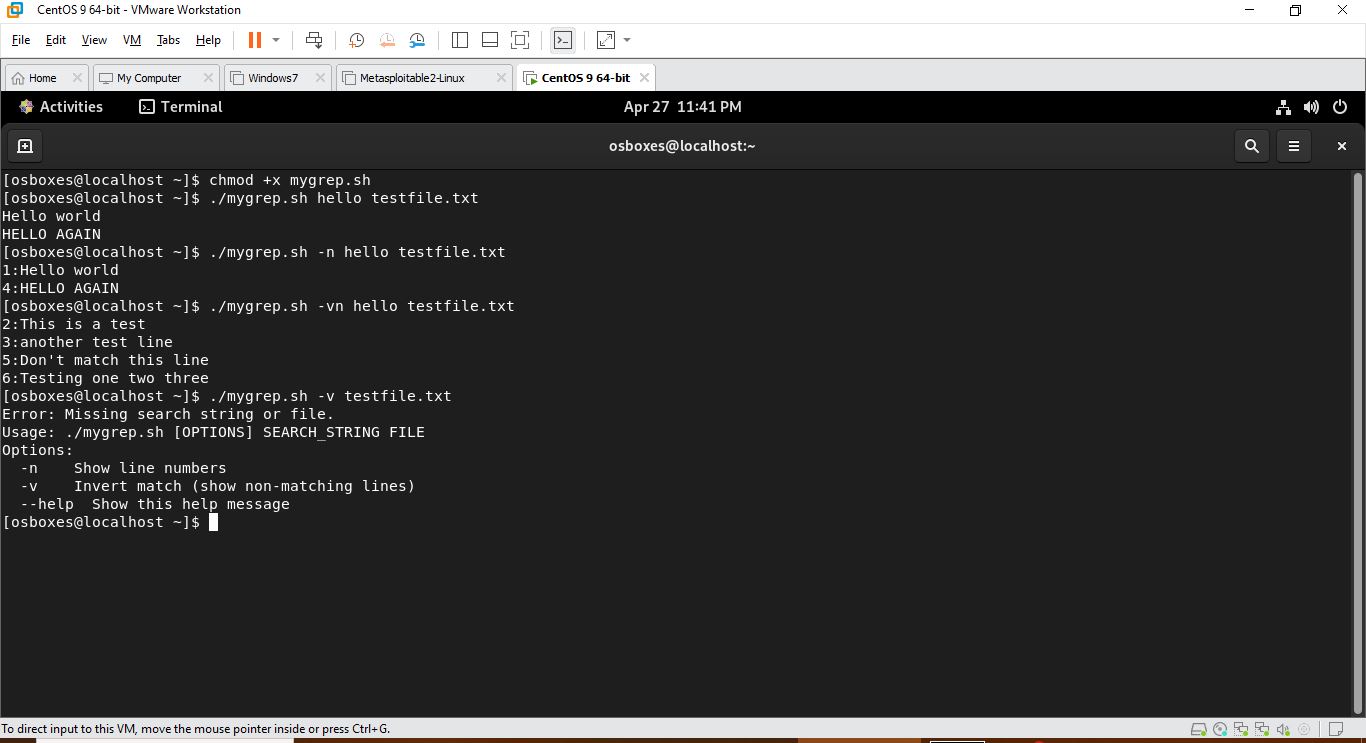 CentOS 9 64-bit - VMware Workstation
File Edit View VM Tabs Help
Home My Computer Windows7 Metasploitable2-Linux CentOS 9 64-bit
Activities Terminal Apr 27 11:41 PM
osboxes@localhost:~
[osboxes@localhost ~]$ chmod +x mygrep.sh
[osboxes@localhost ~]$ ./mygrep.sh hello testfile.txt
Hello world
HELLO AGAIN
[osboxes@localhost ~]$ ./mygrep.sh -n hello testfile.txt
1:Hello world
4:HELLO AGAIN
[osboxes@localhost ~]$ ./mygrep.sh -vn hello testfile.txt
2:This is a test
3:another test line
5:Don't match this line
6:Testing one two three
[osboxes@localhost ~]$ ./mygrep.sh -v testfile.txt
Error: Missing search string or file.
Usage: ./mygrep.sh [OPTIONS] SEARCH_STRING FILE
Options:
  -n    Show line numbers
  -v    Invert match (show non-matching lines)
  --help  Show this help message
[osboxes@localhost ~]$
To direct input to this VM, move the mouse pointer inside or press Ctrl+G.